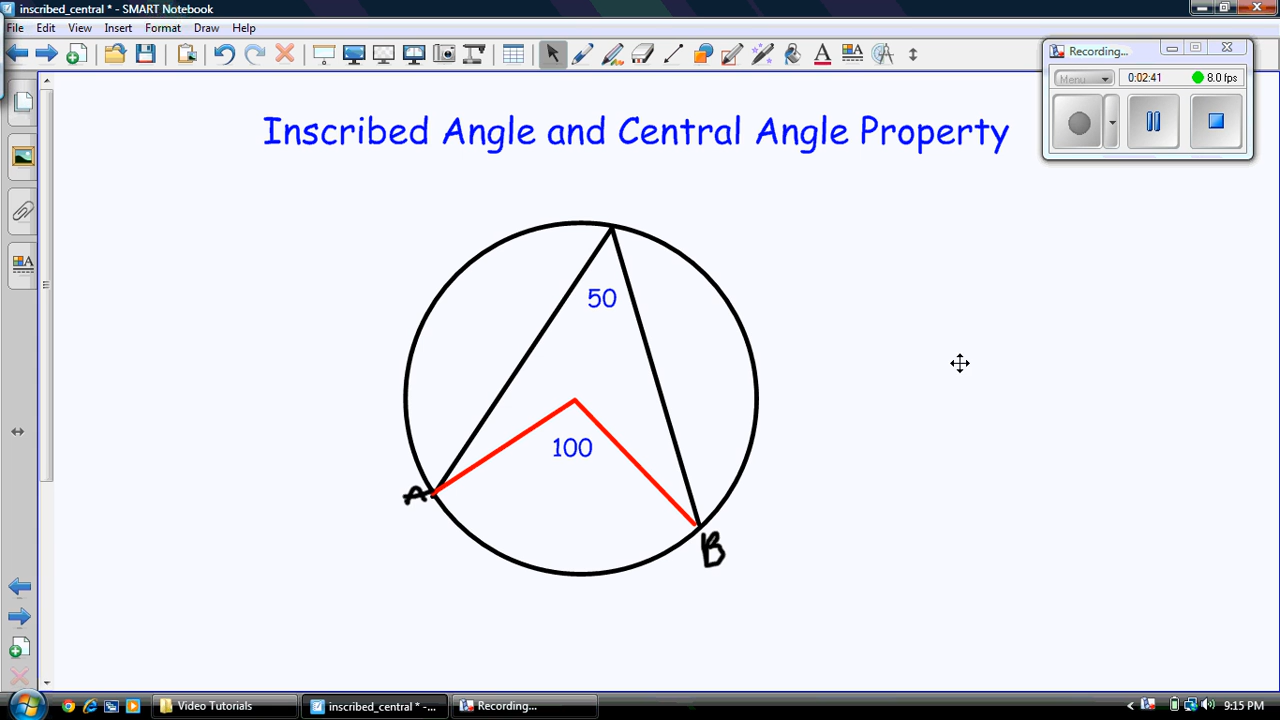 inscribed_central * - SMART Notebook
File Edit View Insert Format Draw Help
Recording...
Menu 0:02:41 8.0 fps
Inscribed Angle and Central Angle Property
50
100
A
B
Video Tutorials inscribed_central * -... Recording... 9:15 PM